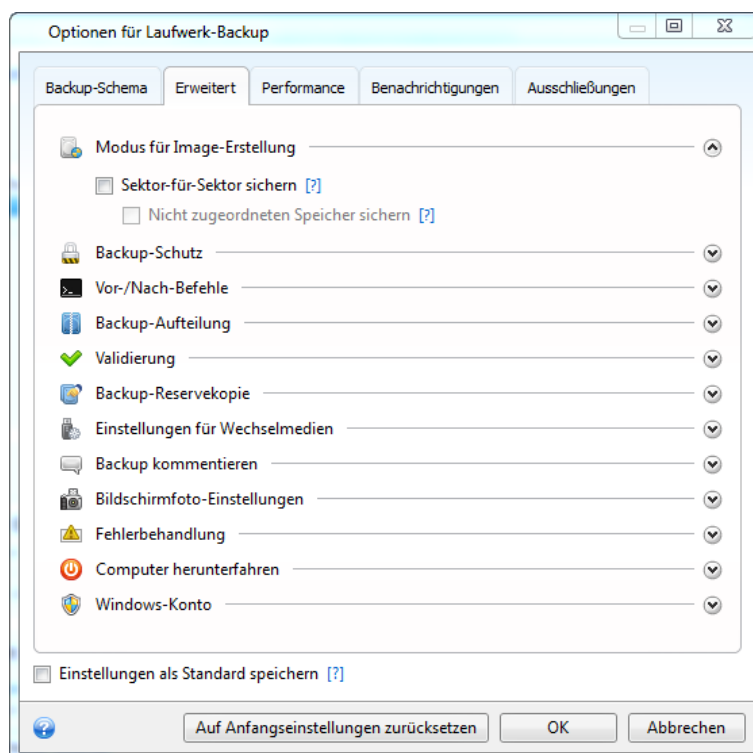 Optionen für Laufwerk-Backup
Backup-Schema Erweitert Performance Benachrichtigungen Ausschließungen
Modus für Image-Erstellung
Sektor-für-Sektor sichern [?]
Nicht zugeordneten Speicher sichern [?]
Backup-Schutz
Vor-/Nach-Befehle
Backup-Aufteilung
Validierung
Backup-Reservekopie
Einstellungen für Wechselmedien
Backup kommentieren
Bildschirmfoto-Einstellungen
Fehlerbehandlung
Computer herunterfahren
Windows-Konto
Einstellungen als Standard speichern [?]
Auf Anfangseinstellungen zurücksetzen OK Abbrechen